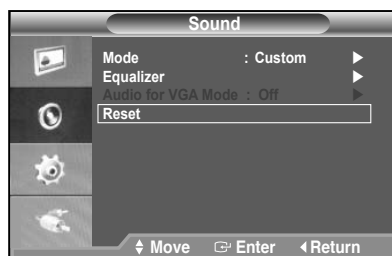 Sound
Mode : Custom ▶
Equalizer ▶
Audio for VGA Mode : Off ▶
Reset
Move Enter Return